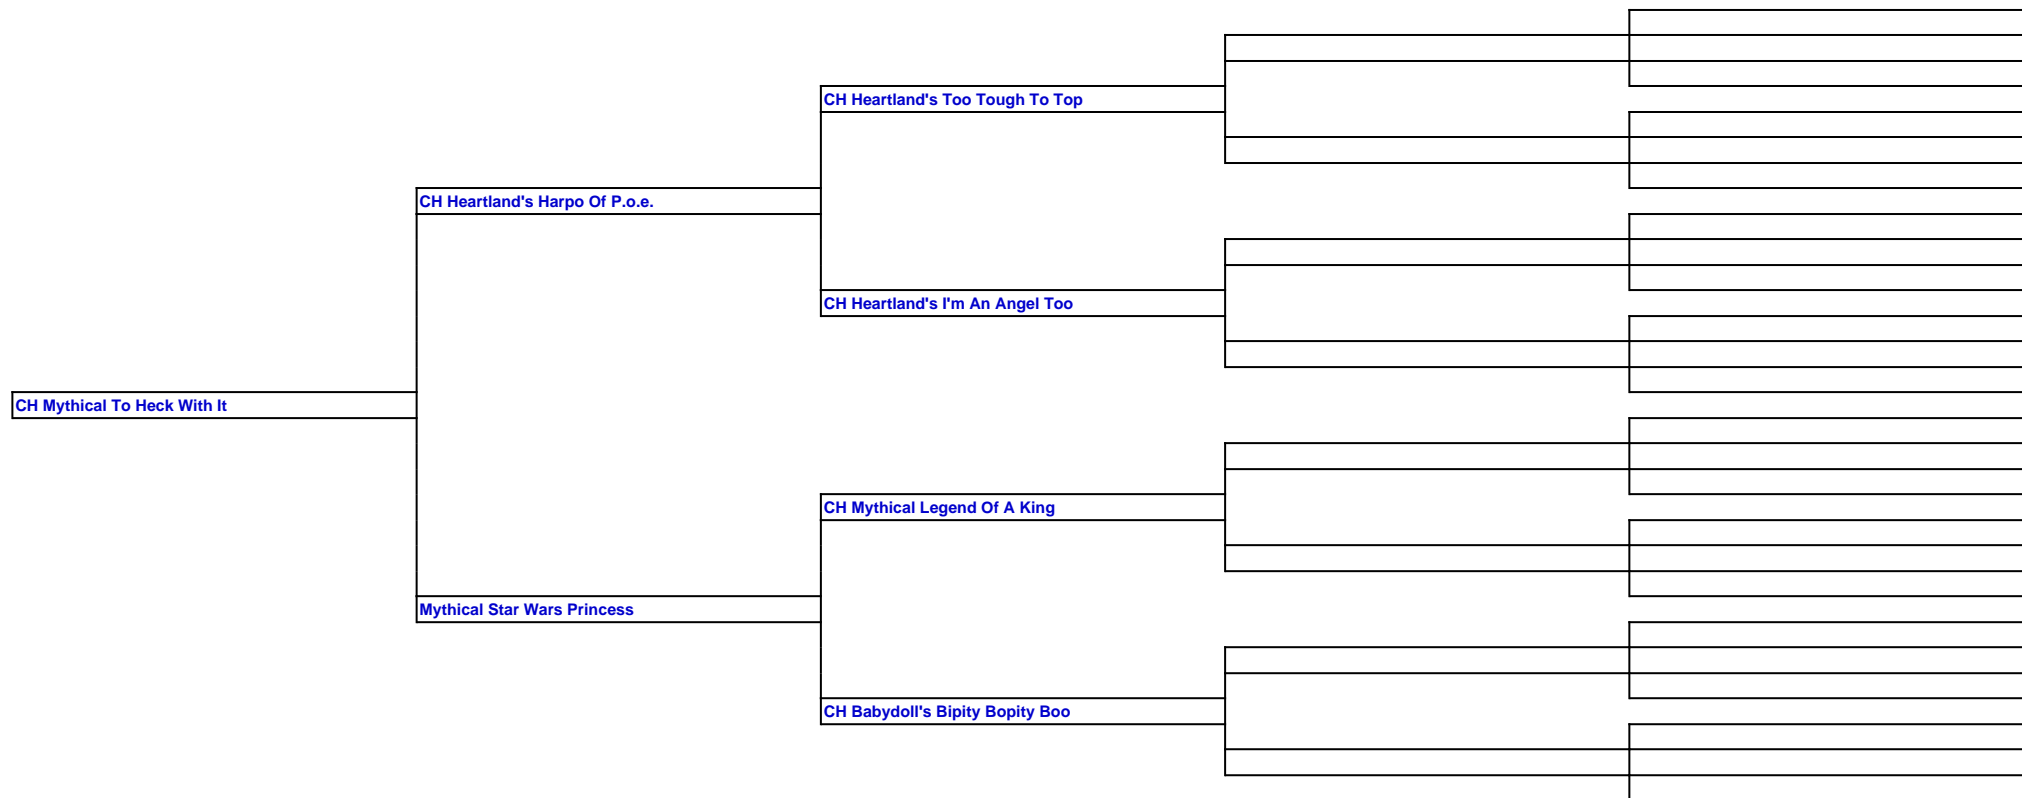 CH Heartland's Too Tough To Top
CH Heartland's Harpo Of P.o.e.
CH Heartland's I'm An Angel Too
CH Mythical To Heck With It
CH Mythical Legend Of A King
Mythical Star Wars Princess
CH Babydoll's Bipity Bopity Boo